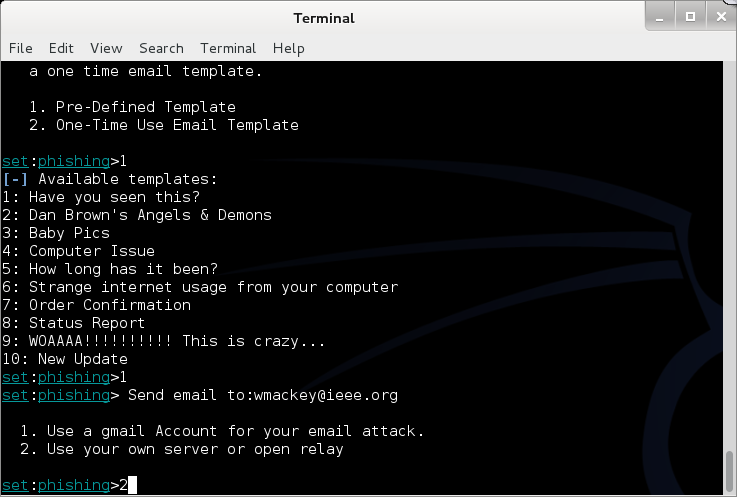 Terminal
File Edit View Search Terminal Help
a one time email template.
1. Pre-Defined Template
2. One-Time Use Email Template
set:phishing>1
[-] Available templates:
1: Have you seen this?
2: Dan Brown's Angels & Demons
3: Baby Pics
4: Computer Issue
5: How long has it been?
6: Strange internet usage from your computer
7: Order Confirmation
8: Status Report
9: WOAAAA!!!!!!!!!! This is crazy...
10: New Update
set:phishing>1
set:phishing> Send email to:wmackey@ieee.org
1. Use a gmail Account for your email attack.
2. Use your own server or open relay
set:phishing>2